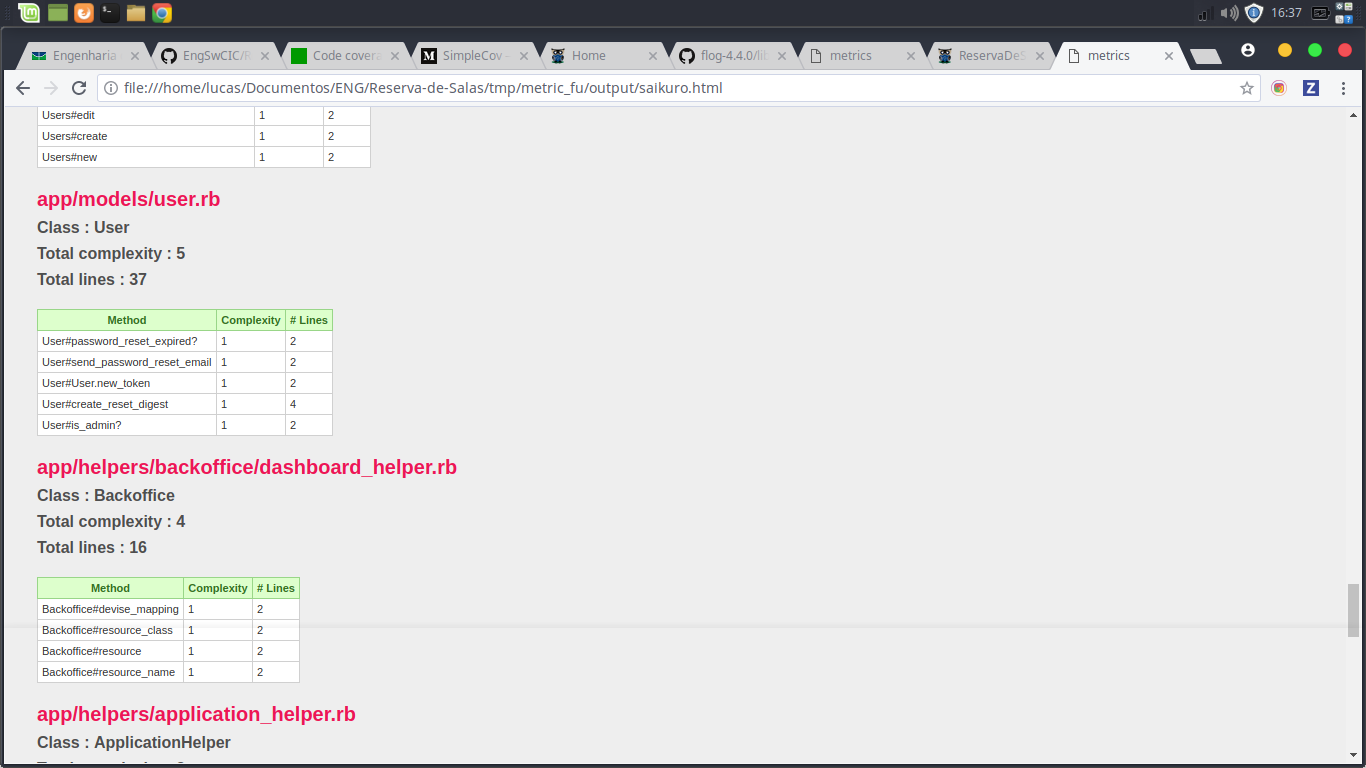 16:37
Engenharia
EngSwCIC/R
Code covera
SimpleCov –
Home
flog-4.4.0/lib
metrics
ReservaDeS
metrics
file:///home/lucas/Documentos/ENG/Reserva-de-Salas/tmp/metric_fu/output/saikuro.html
Users#edit 1 2
Users#create 1 2
Users#new 1 2
app/models/user.rb
Class : User
Total complexity : 5
Total lines : 37
Method Complexity # Lines
User#password_reset_expired? 1 2
User#send_password_reset_email 1 2
User#User.new_token 1 2
User#create_reset_digest 1 4
User#is_admin? 1 2
app/helpers/backoffice/dashboard_helper.rb
Class : Backoffice
Total complexity : 4
Total lines : 16
Method Complexity # Lines
Backoffice#devise_mapping 1 2
Backoffice#resource_class 1 2
Backoffice#resource 1 2
Backoffice#resource_name 1 2
app/helpers/application_helper.rb
Class : ApplicationHelper